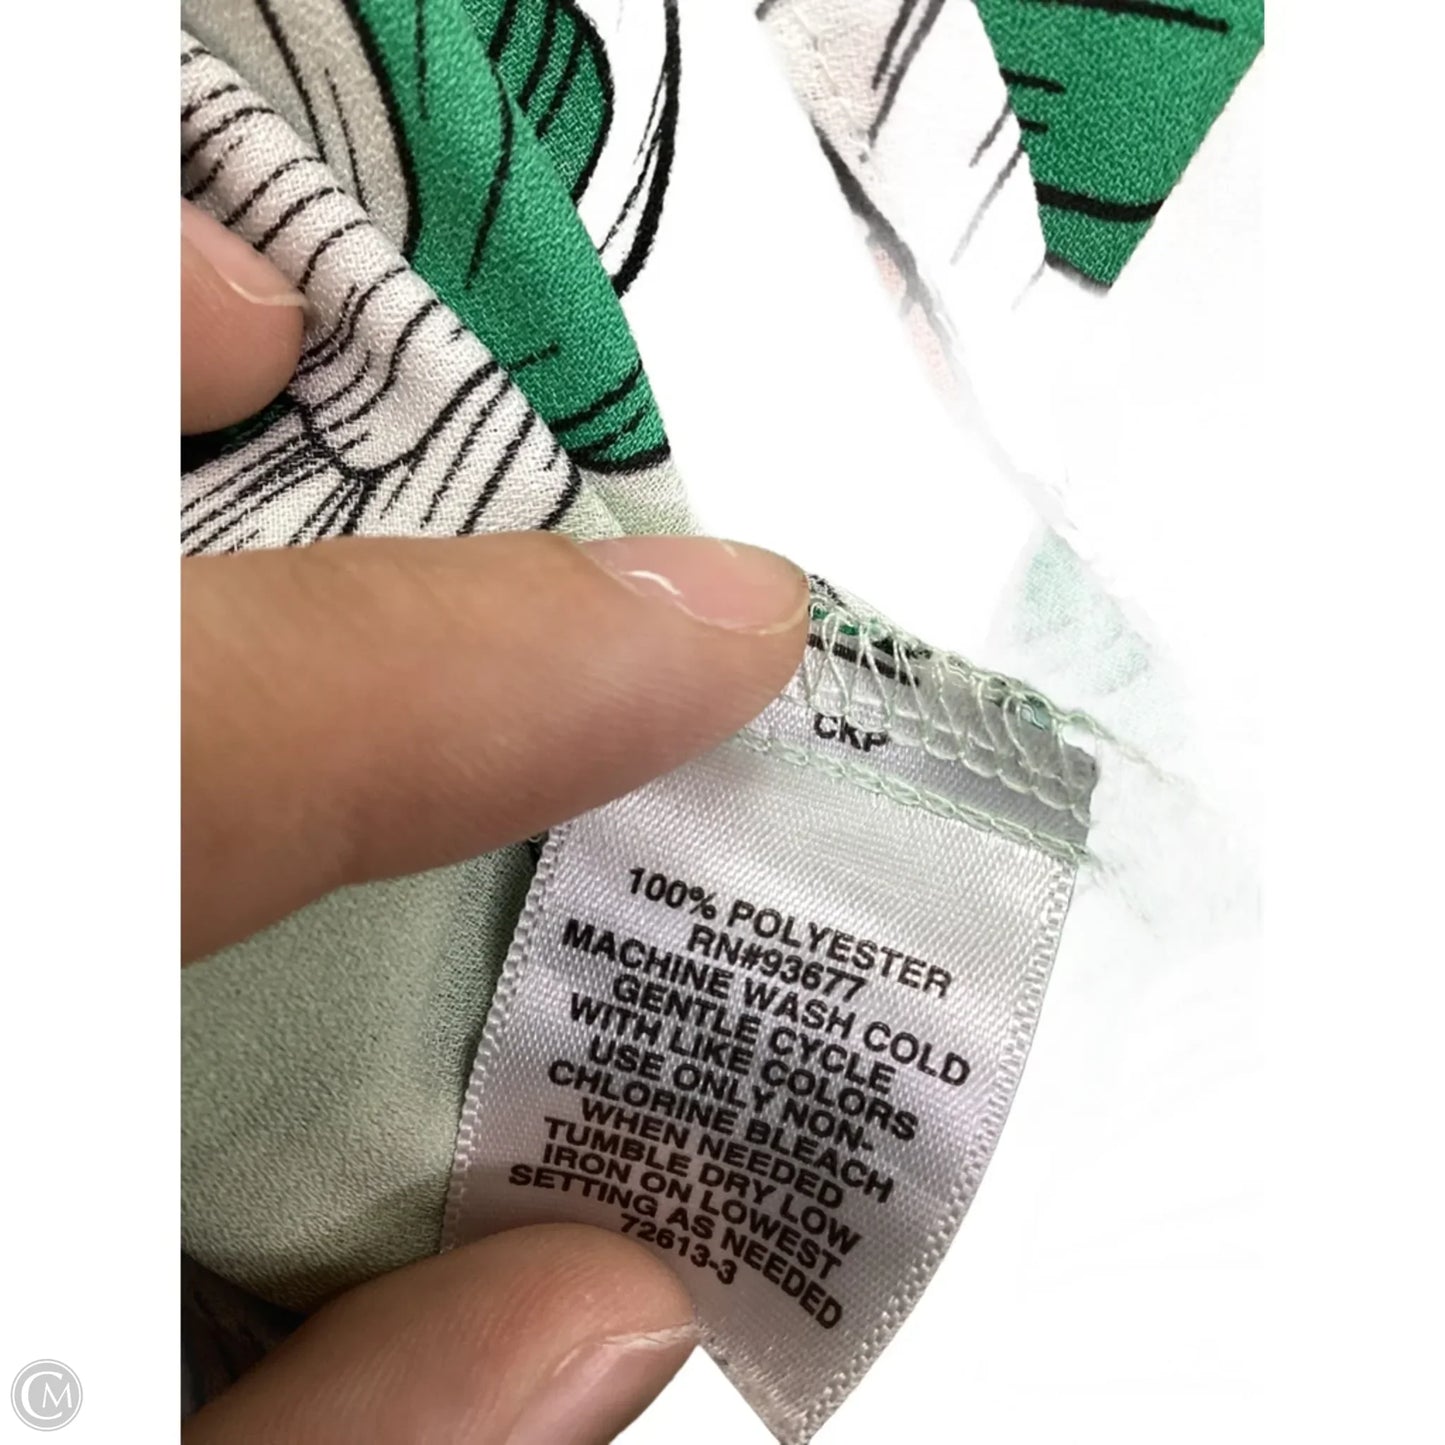 CKP
100% POLYESTER
RN#93677
MACHINE WASH COLD
GENTLE CYCLE
WITH LIKE COLORS
USE ONLY NON-
CHLORINE BLEACH
WHEN NEEDED
TUMBLE DRY LOW
IRON ON LOWEST
SETTING AS NEEDED
72613-3
CM